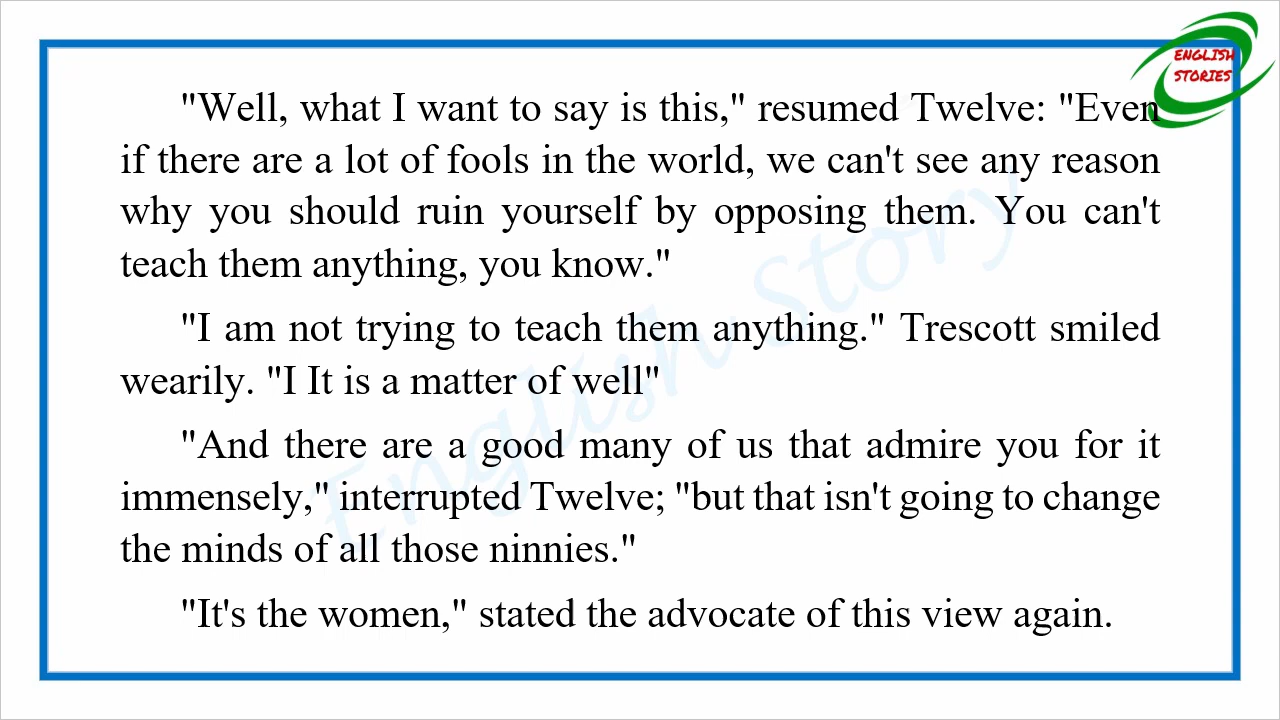 ENGLISH
STORIES
"Well, what I want to say is this," resumed Twelve: "Even
if there are a lot of fools in the world, we can't see any reason
why you should ruin yourself by opposing them. You can't
teach them anything, you know."
"I am not trying to teach them anything." Trescott smiled
wearily. "I It is a matter of well"
"And there are a good many of us that admire you for it
immensely," interrupted Twelve; "but that isn't going to change
the minds of all those ninnies."
"It's the women," stated the advocate of this view again.
English Story